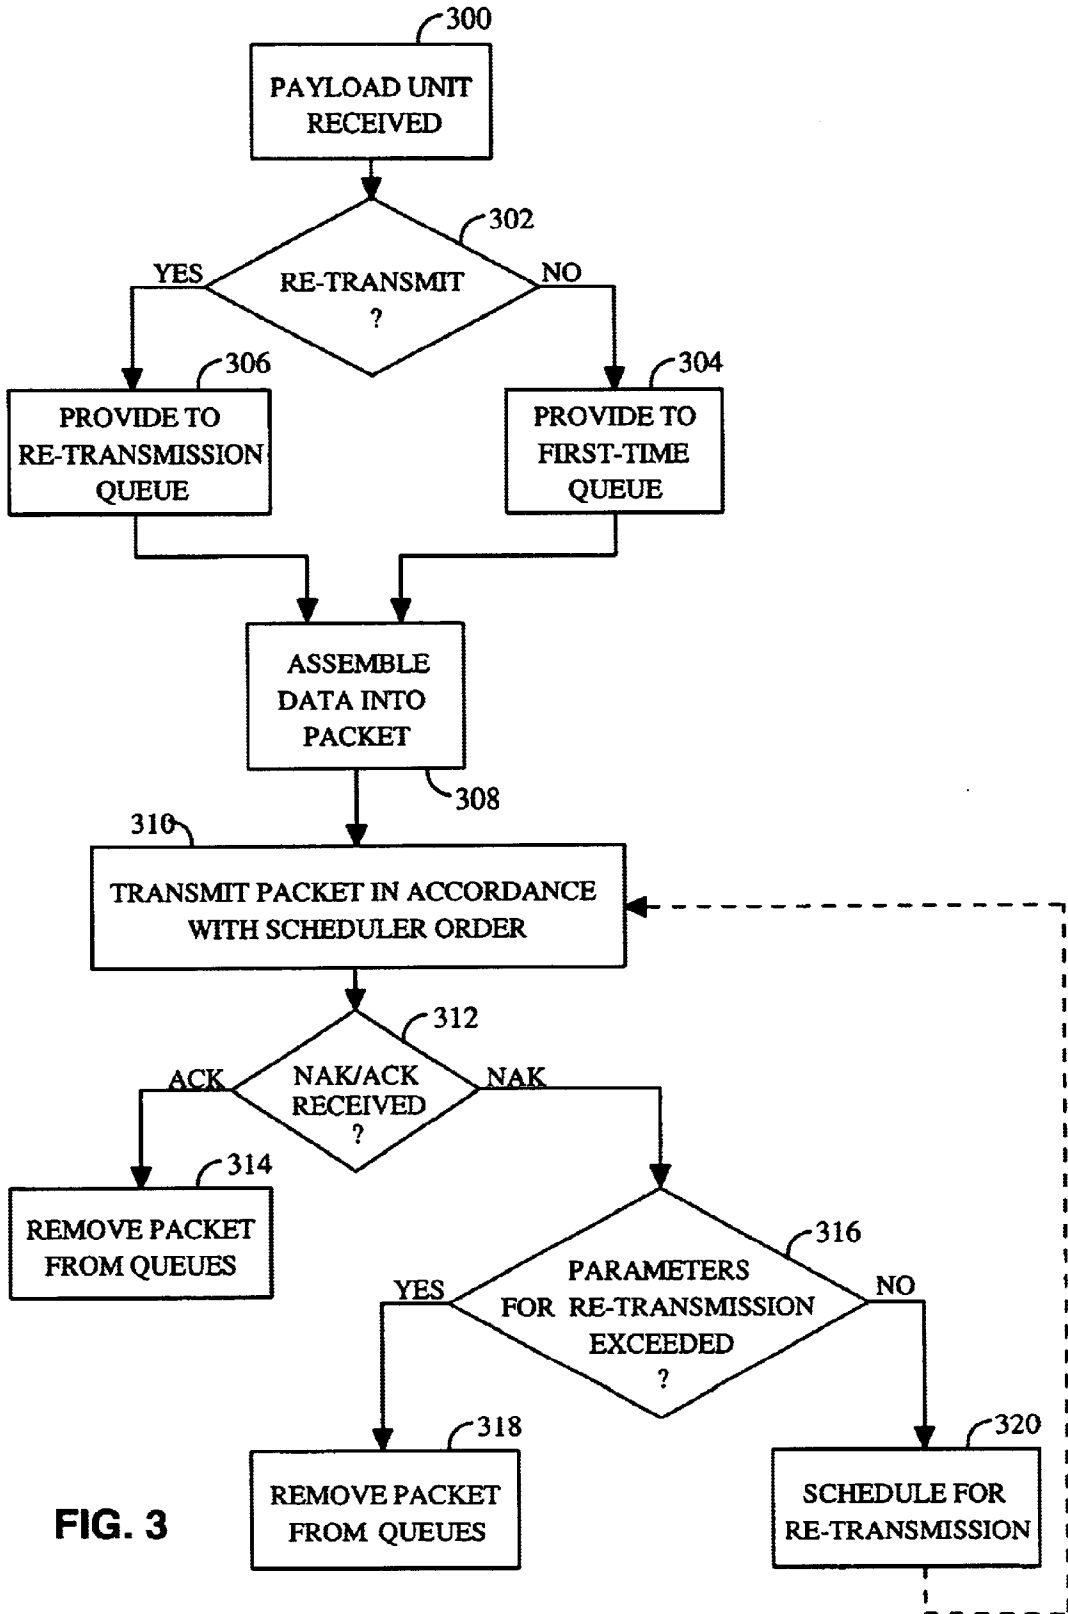 300
PAYLOAD UNIT
RECEIVED
302
YES
RE-TRANSMIT
?
NO
306
PROVIDE TO
RE-TRANSMISSION
QUEUE
304
PROVIDE TO
FIRST-TIME
QUEUE
ASSEMBLE
DATA INTO
PACKET
308
310
TRANSMIT PACKET IN ACCORDANCE
WITH SCHEDULER ORDER
312
ACK
NAK/ACK
RECEIVED
?
NAK
314
REMOVE PACKET
FROM QUEUES
316
YES
PARAMETERS
FOR RE-TRANSMISSION
EXCEEDED
?
NO
318
REMOVE PACKET
FROM QUEUES
320
SCHEDULE FOR
RE-TRANSMISSION
FIG. 3